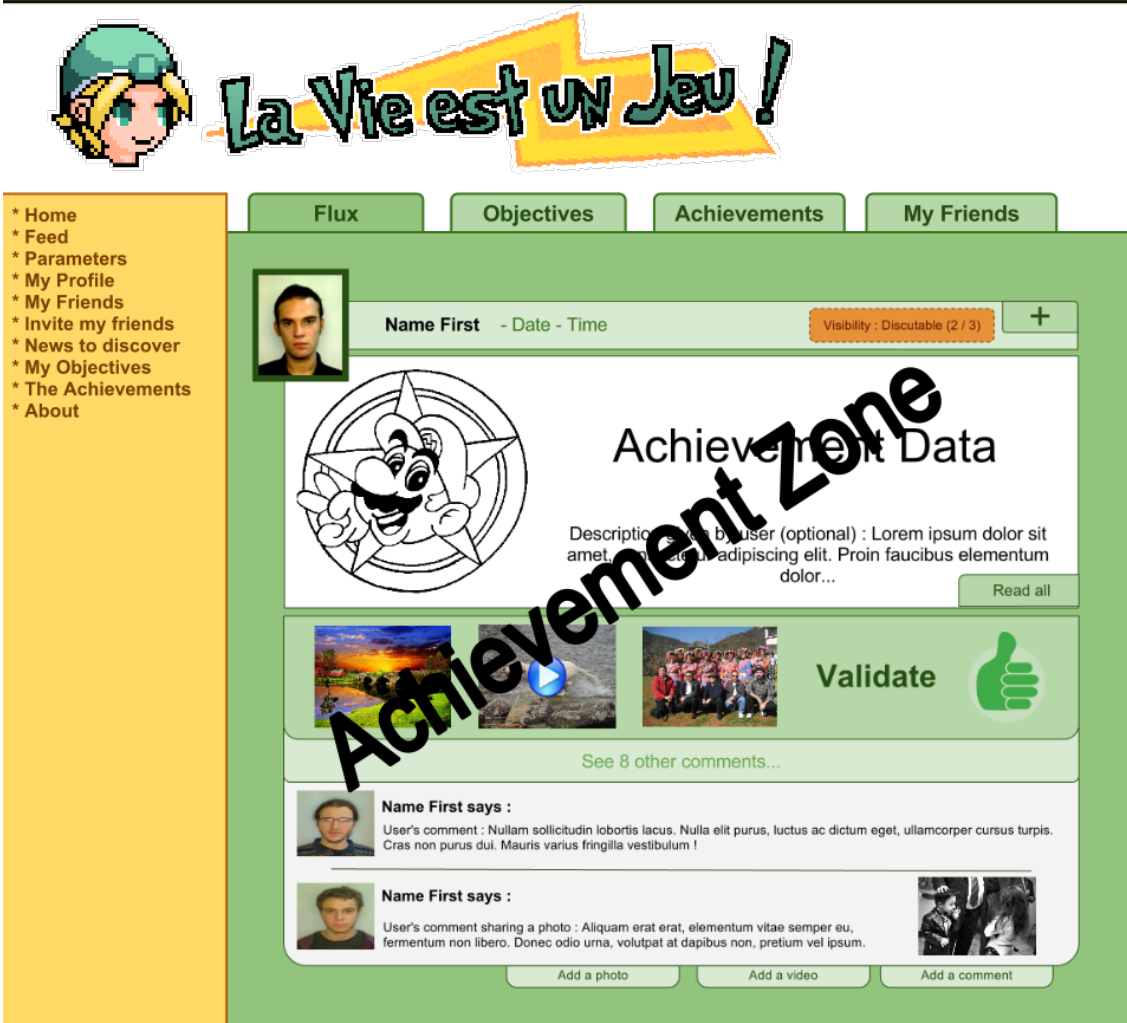 La Vie est un Jeu !
* Home
* Feed
* Parameters
* My Profile
* My Friends
* Invite my friends
* News to discover
* My Objectives
* The Achievements
* About
Flux
Objectives
Achievements
My Friends
Name First - Date - Time
Visibility : Discutable (2 / 3)
+
Achievement Data
Achievement Zone
Description given by user (optional) : Lorem ipsum dolor sit
amet, consectetur adipiscing elit. Proin faucibus elementum
dolor...
Read all
Validate
See 8 other comments...
Name First says :
User's comment : Nullam sollicitudin lobortis lacus. Nulla elit purus, luctus ac dictum eget, ullamcorper cursus turpis.
Cras non purus dui. Mauris varius fringilla vestibulum !
Name First says :
User's comment sharing a photo : Aliquam erat erat, elementum vitae semper eu,
fermentum non libero. Donec odio urna, volutpat at dapibus non, pretium vel ipsum.
Add a photo
Add a video
Add a comment